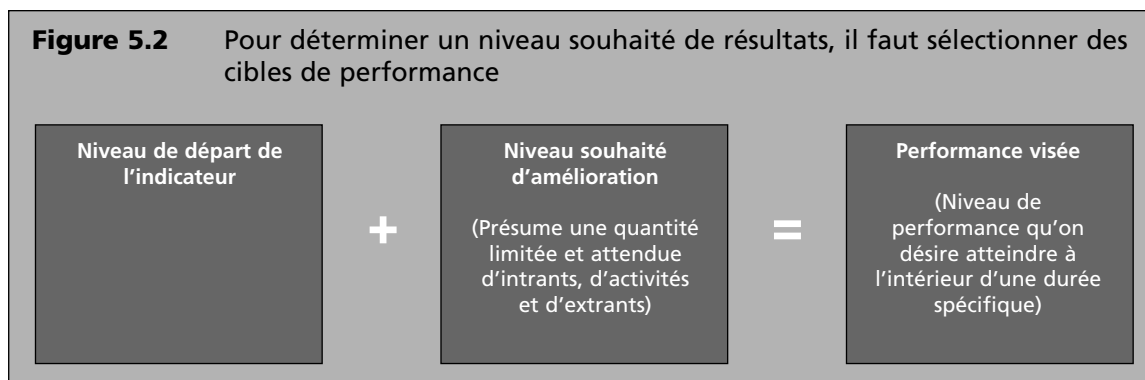 Figure 5.2 Pour déterminer un niveau souhaité de résultats, il faut sélectionner des
cibles de performance
Niveau de départ de
l’indicateur
+
Niveau souhaité
d’amélioration
(Présume une quantité
limitée et attendue
d’intrants, d’activités
et d’extrants)
=
Performance visée
(Niveau de
performance qu’on
désire atteindre à
l’intérieur d’une durée
spécifique)